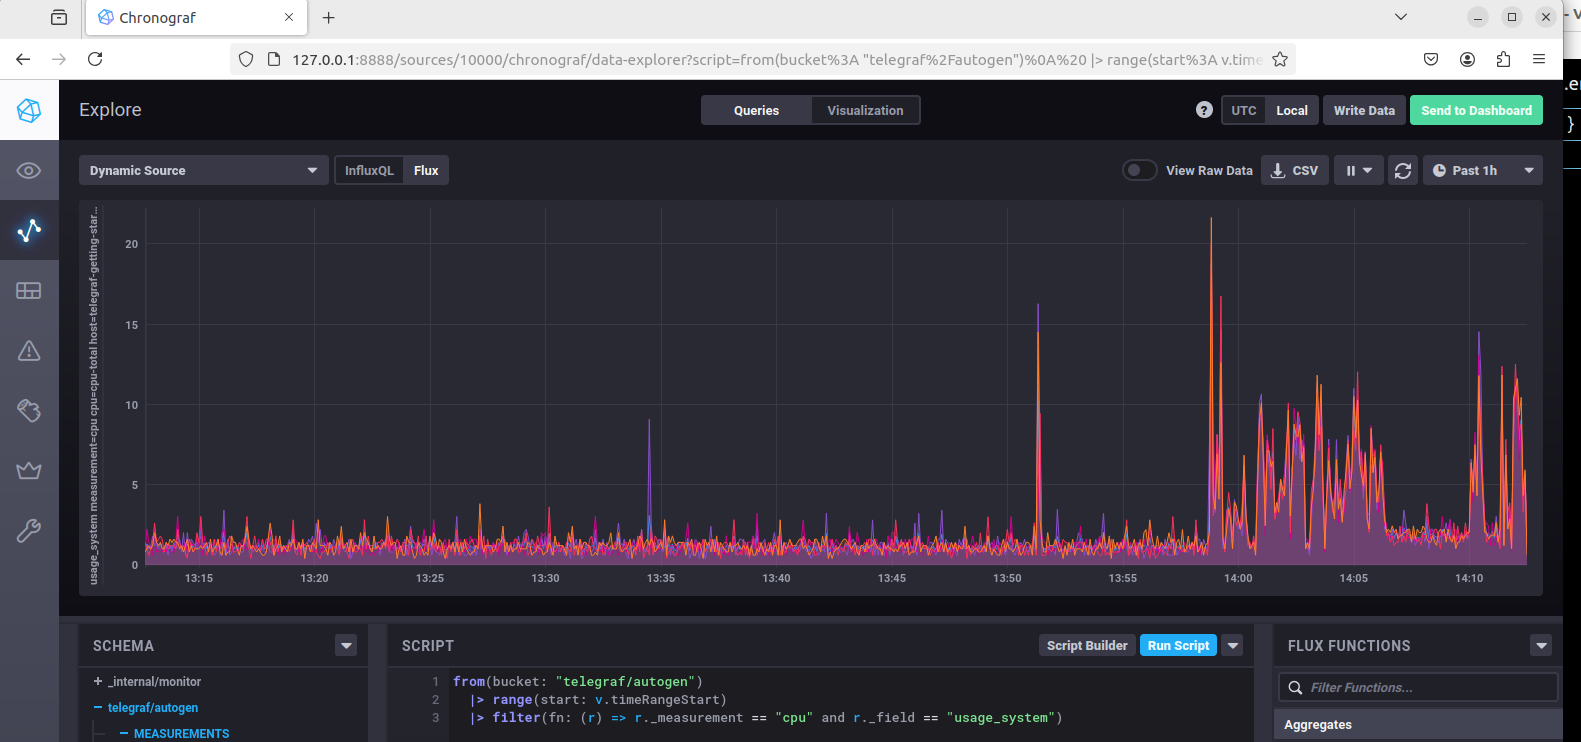 Chronograf
127.0.0.1:8888/sources/10000/chronograf/data-explorer?script=from(bucket%3A "telegraf%2Fautogen")%0A%20 |> range(start%3A v.time
Explore
Queries
Visualization
?
UTC
Local
Write Data
Send to Dashboard
Dynamic Source
InfluxQL
Flux
View Raw Data
CSV
Past 1h
usage_system measurement=cpu cpu=cpu-total host=telegraf-getting-star...
20
15
10
5
0
13:15
13:20
13:25
13:30
13:35
13:40
13:45
13:50
13:55
14:00
14:05
14:10
SCHEMA
+ _internal/monitor
− telegraf/autogen
− MEASUREMENTS
SCRIPT
Script Builder
Run Script
1 from(bucket: "telegraf/autogen")
2 |> range(start: v.timeRangeStart)
3 |> filter(fn: (r) => r._measurement == "cpu" and r._field == "usage_system")
FLUX FUNCTIONS
Filter Functions...
Aggregates
}